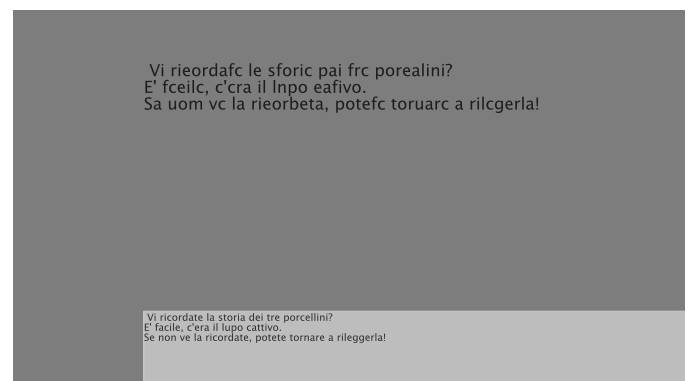 Vi rieordafc le sforic pai frc porealini?
E' fceilc, c'cra il lnpo eafivo.
Sa uom vc la rieorbeta, potefc toruarc a rilcgerla!
Vi ricordate la storia dei tre porcellini?
E' facile, c'era il lupo cattivo.
Se non ve la ricordate, potete tornare a rileggerla!